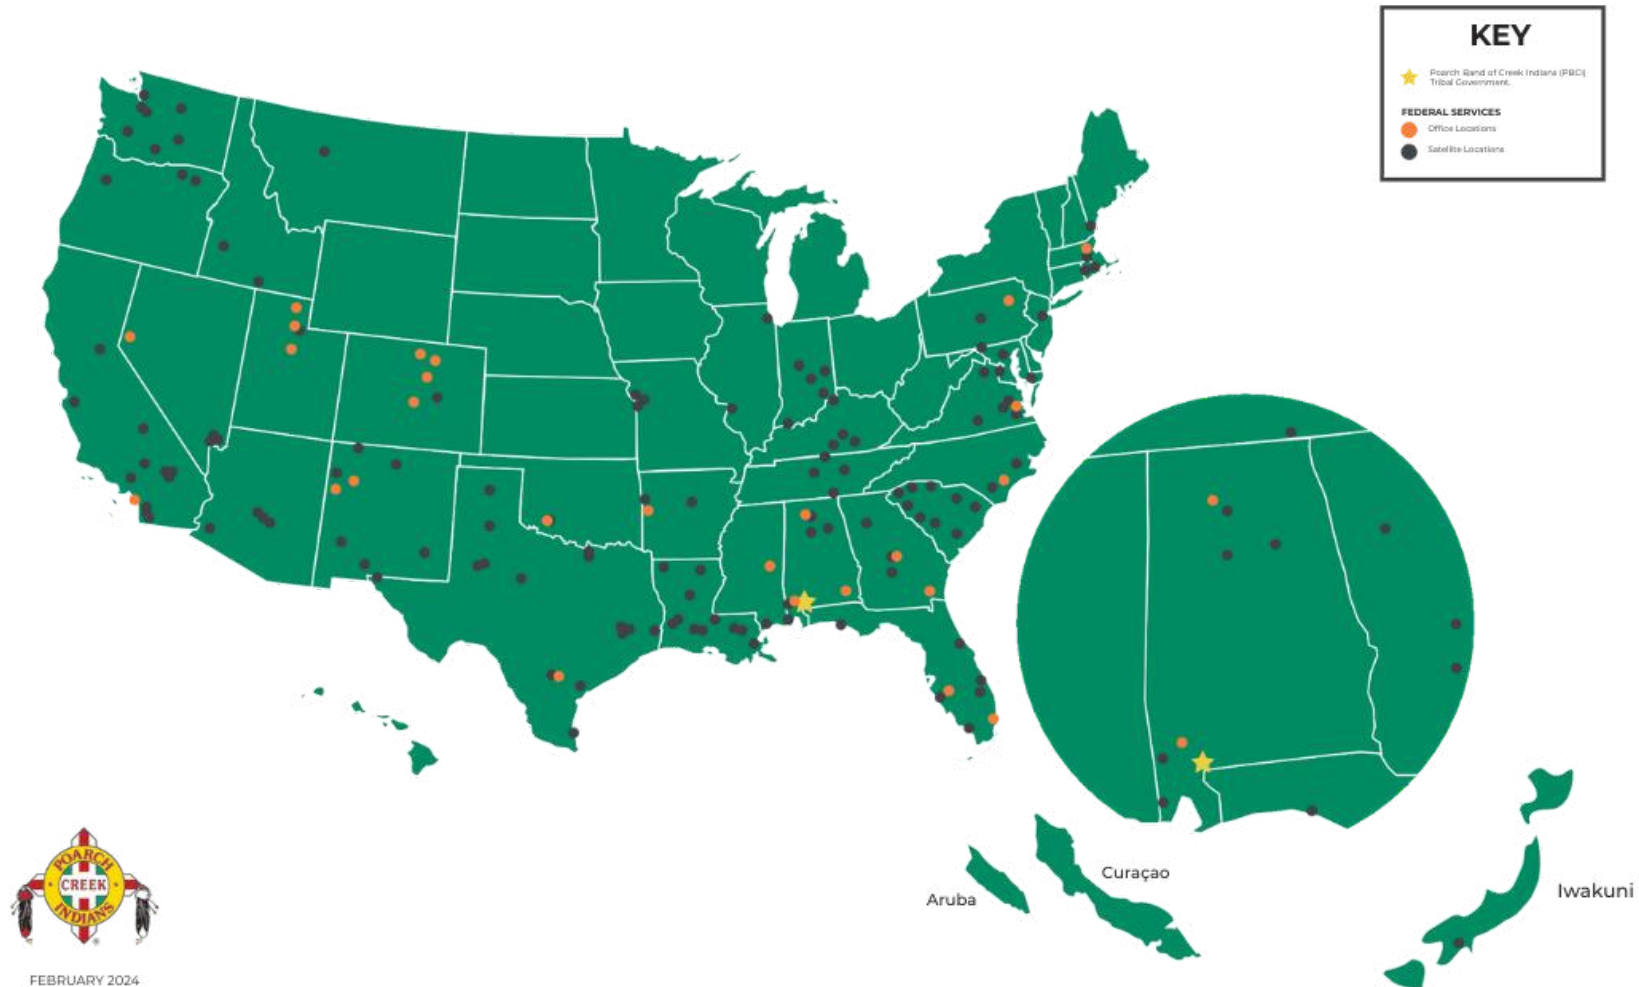 KEY
Poarch Band of Creek Indians (PBCI)
Tribal Government.
FEDERAL SERVICES
Office Locations
Satellite Locations
Curaçao
Aruba
Iwakuni
POARCH
CREEK
INDIANS
®
FEBRUARY 2024